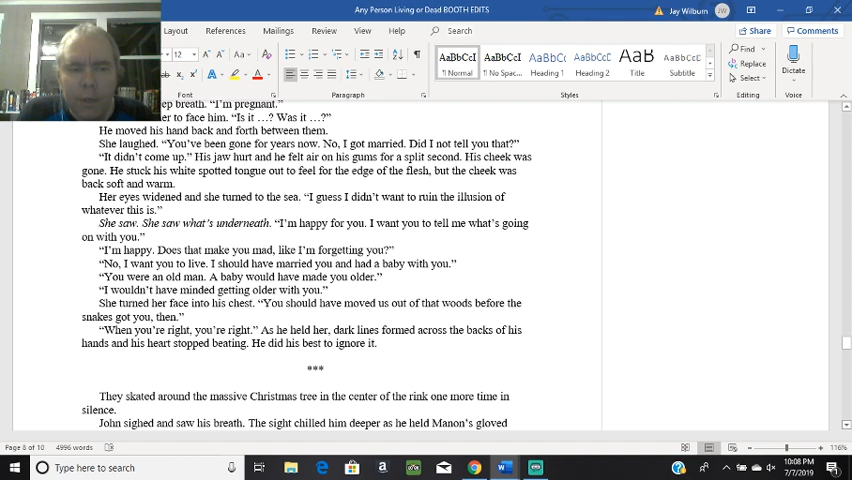 Any Person Living or Dead BOOTH EDITS
Jay Wilburn
JW
Layout
References
Mailings
Review
View
Help
Search
Share
Comments
12
Aa
Paragraph
AaBbCcI
¶ Normal
AaBbCcI
¶ No Spac...
AaBbCcI
Heading 1
AaBbCcI
Heading 2
AaB
Title
AaBbCcI
Subtitle
Styles
Find
Replace
Select
Editing
Dictate
Voice
ep breath. “I’m pregnant.”
er to face him. “Is it …? Was it …?”
He moved his hand back and forth between them.
She laughed. “You’ve been gone for years now. No, I got married. Did I not tell you that?”
“It didn’t come up.” His jaw hurt and he felt air on his gums for a split second. His cheek was
gone. He stuck his white spotted tongue out to feel for the edge of the flesh, but the cheek was
back soft and warm.
Her eyes widened and she turned to the sea. “I guess I didn’t want to ruin the illusion of
whatever this is.”
She saw. She saw what’s underneath. “I’m happy for you. I want you to tell me what’s going
on with you.”
“I’m happy. Does that make you mad, like I’m forgetting you?”
“No, I want you to live. I should have married you and had a baby with you.”
“You were an old man. A baby would have made you older.”
“I wouldn’t have minded getting older with you.”
She turned her face into his chest. “You should have moved us out of that woods before the
snakes got you, then.”
“When you’re right, you’re right.” As he held her, dark lines formed across the backs of his
hands and his heart stopped beating. He did his best to ignore it.
***
They skated around the massive Christmas tree in the center of the rink one more time in
silence.
John sighed and saw his breath. The sight chilled him deeper as he held Manon’s gloved
Page 8 of 10
4996 words
116%
Type here to search
10:08 PM
7/7/2019